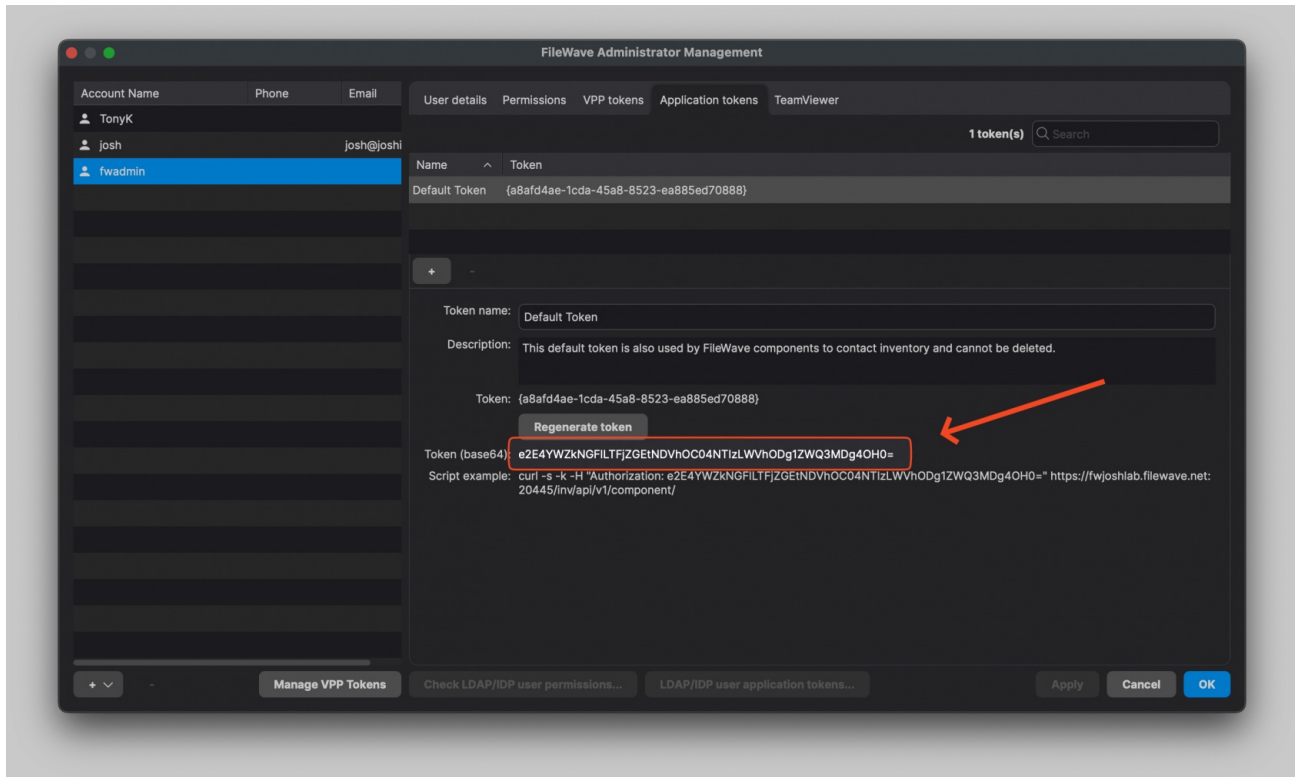 FileWave Administrator Management
Account Name Phone Email
TonyK
josh josh@joshi
fwadmin
User details Permissions VPP tokens Application tokens TeamViewer
1 token(s) Search
Name Token
Default Token {a8afd4ae-1cda-45a8-8523-ea885ed70888}
+ -
Token name: Default Token
Description: This default token is also used by FileWave components to contact inventory and cannot be deleted.
Token: {a8afd4ae-1cda-45a8-8523-ea885ed70888}
Regenerate token
Token (base64): e2E4YWZkNGFlLTFjZGEtNDVhOC04NTIzLWVhODg1ZWQ3MDg4OH0=
Script example: curl -s -k -H "Authorization: e2E4YWZkNGFlLTFjZGEtNDVhOC04NTIzLWVhODg1ZWQ3MDg4OH0=" https://fwjoshlab.filewave.net:
20445/inv/api/v1/component/
+ - Manage VPP Tokens Check LDAP/IDP user permissions... LDAP/IDP user application tokens... Apply Cancel OK